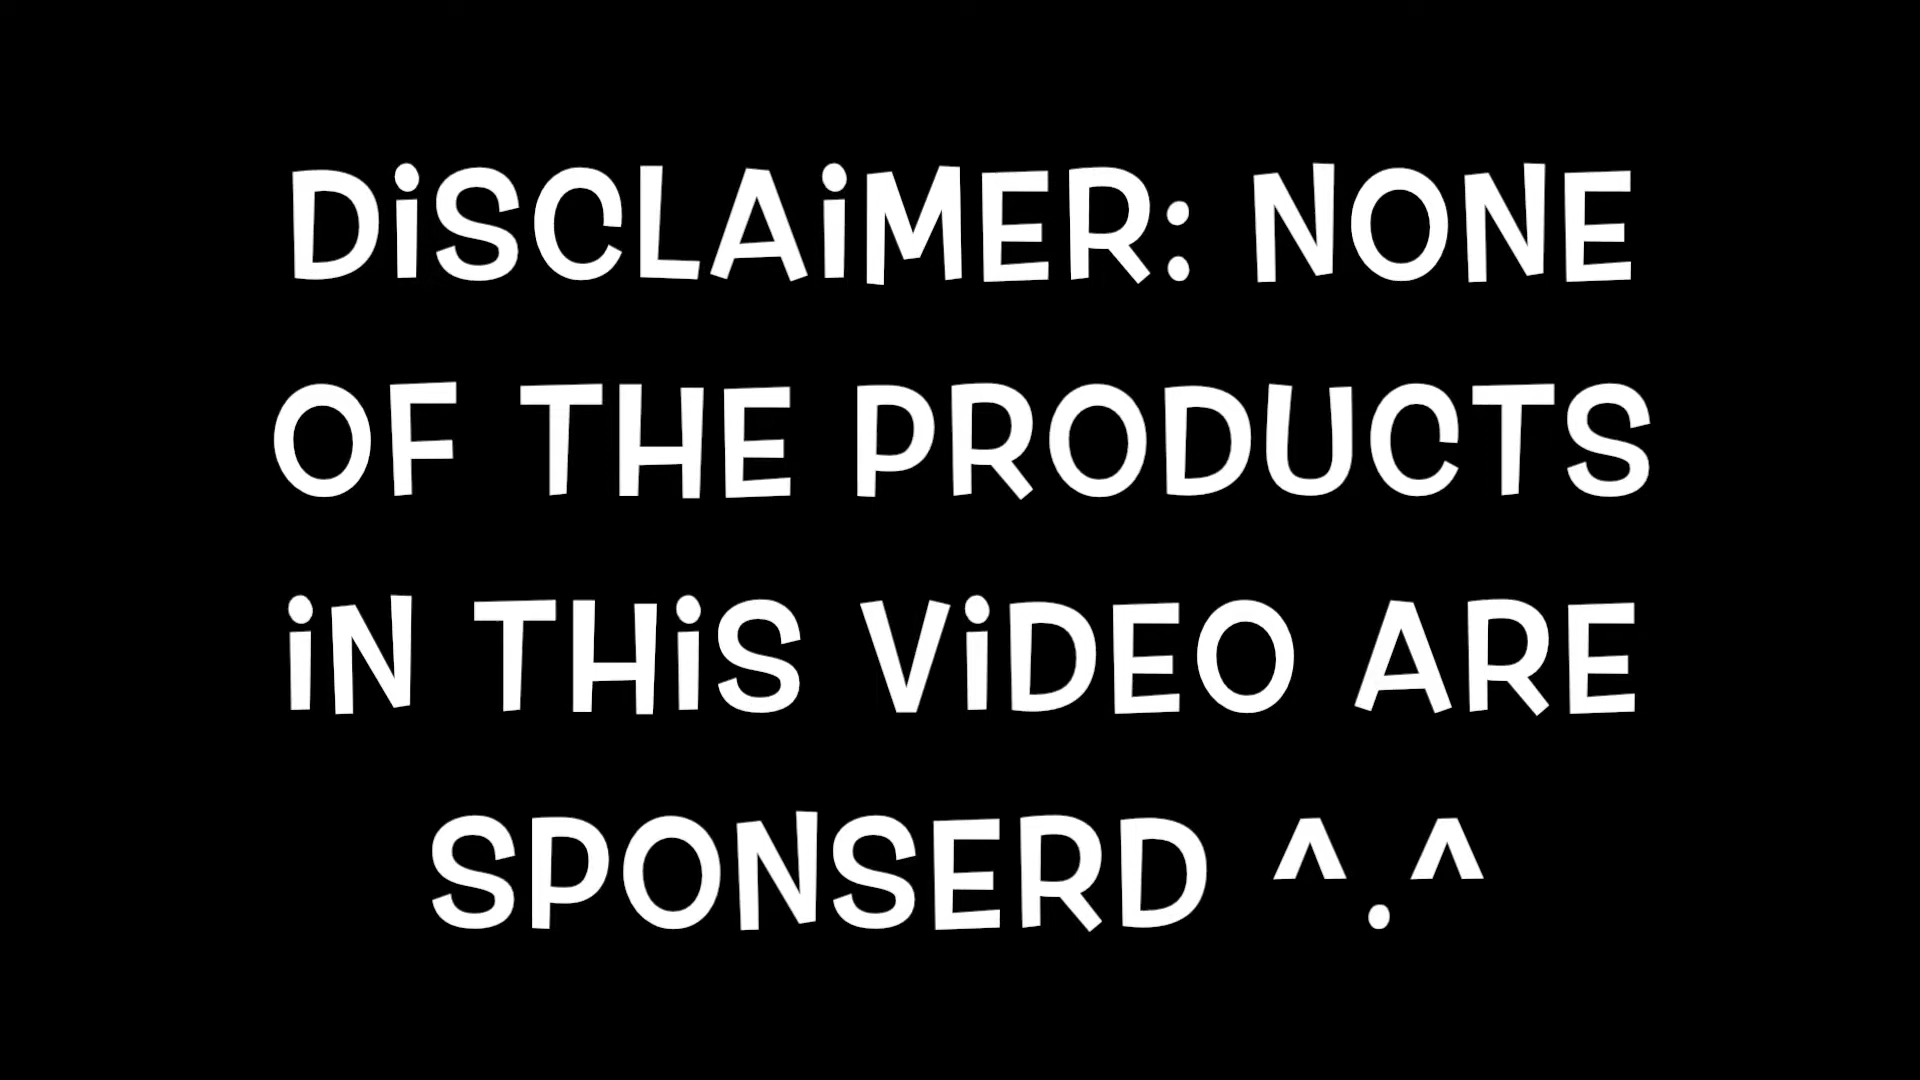 DiSCLAiMER: NONE
OF THE PRODUCTS
iN THiS ViDEO ARE
SPONSERD ^.^